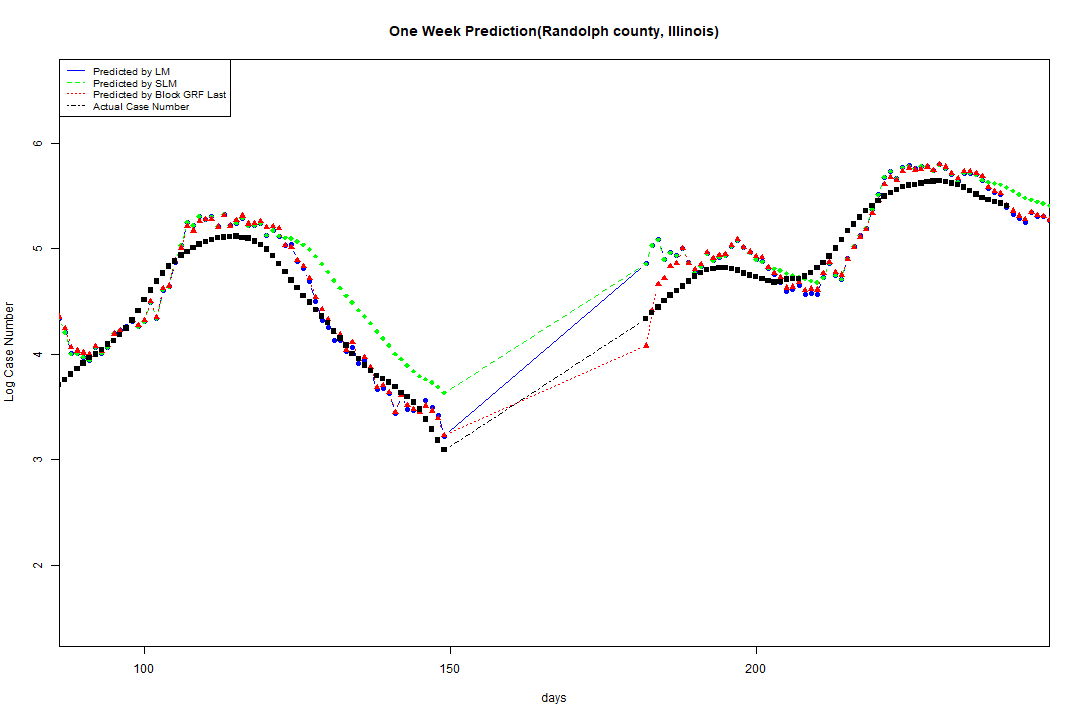 One Week Prediction(Randolph county, Illinois)
Predicted by LM
Predicted by SLM
Predicted by Block GRF Last
Actual Case Number
6
5
4
3
2
Log Case Number
100 150 200
days